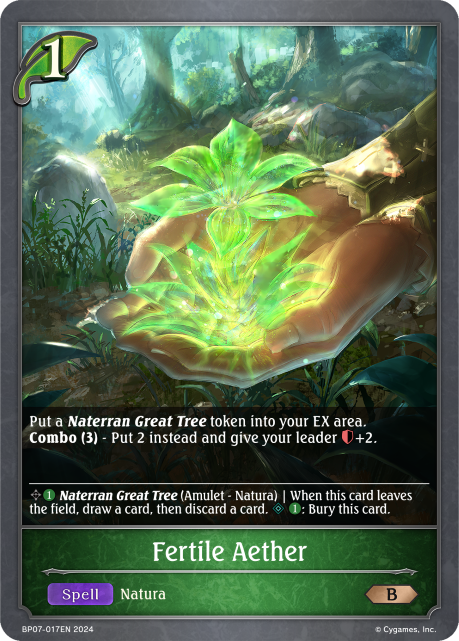 1
Put a Naterran Great Tree token into your EX area.
Combo (3) - Put 2 instead and give your leader +2.
1 Naterran Great Tree (Amulet - Natura) | When this card leaves
the field, draw a card, then discard a card. 1: Bury this card.
Fertile Aether
Spell Natura B
BP07-017EN 2024 © Cygames, Inc.